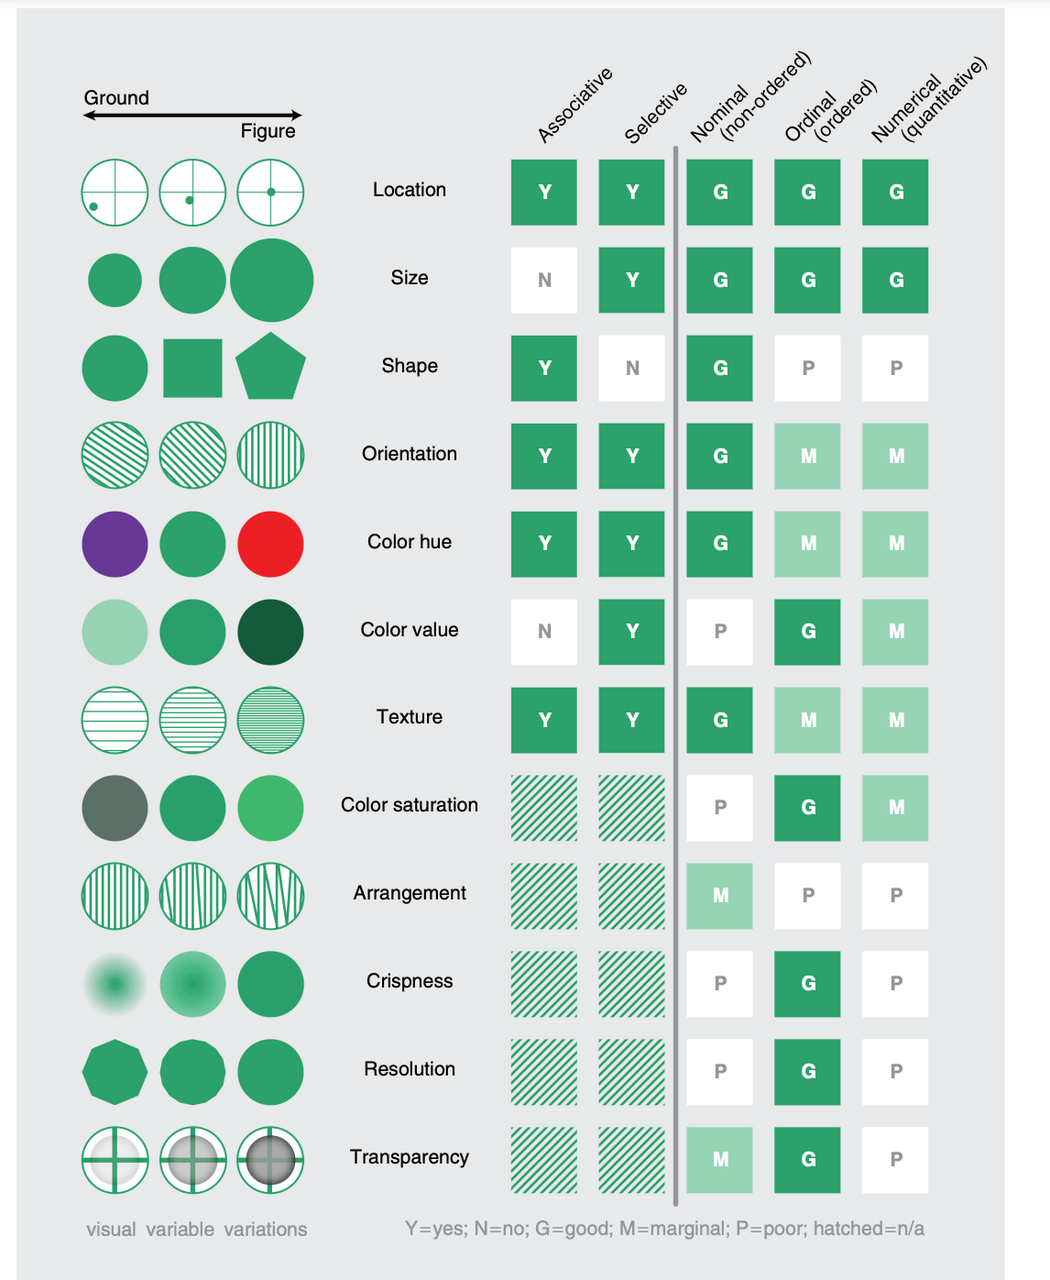 Ground
Figure
Associative
Selective
Nominal
(non-ordered)
Ordinal
(ordered)
Numerical
(quantitative)
Location Y Y G G G
Size N Y G G G
Shape Y N G P P
Orientation Y Y G M M
Color hue Y Y G M M
Color value N Y P G M
Texture Y Y G M M
Color saturation P G M
Arrangement M P P
Crispness P G P
Resolution P G P
Transparency M G P
visual variable variations
Y=yes; N=no; G=good; M=marginal; P=poor; hatched=n/a